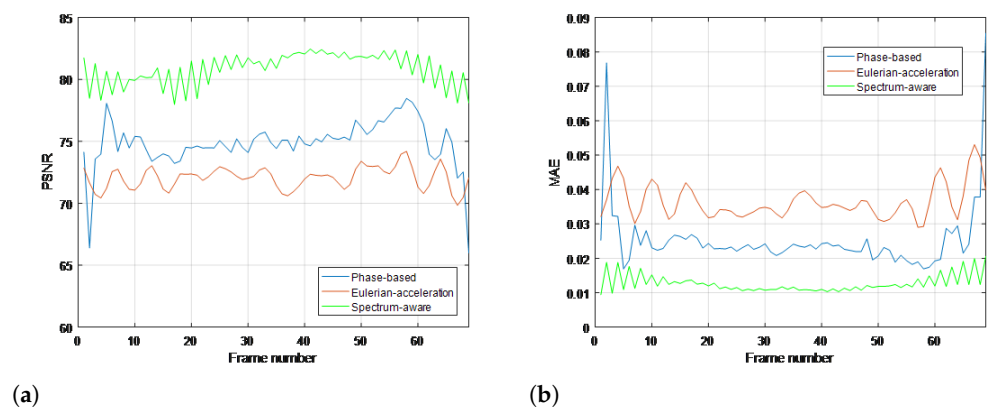 85
80
75
70
65
60
PSNR
0 10 20 30 40 50 60
Frame number
Phase-based
Eulerian-acceleration
Spectrum-aware
(a)
0.09
0.08
0.07
0.06
0.05
0.04
0.03
0.02
0.01
0
MAE
0 10 20 30 40 50 60
Frame number
Phase-based
Eulerian-acceleration
Spectrum-aware
(b)